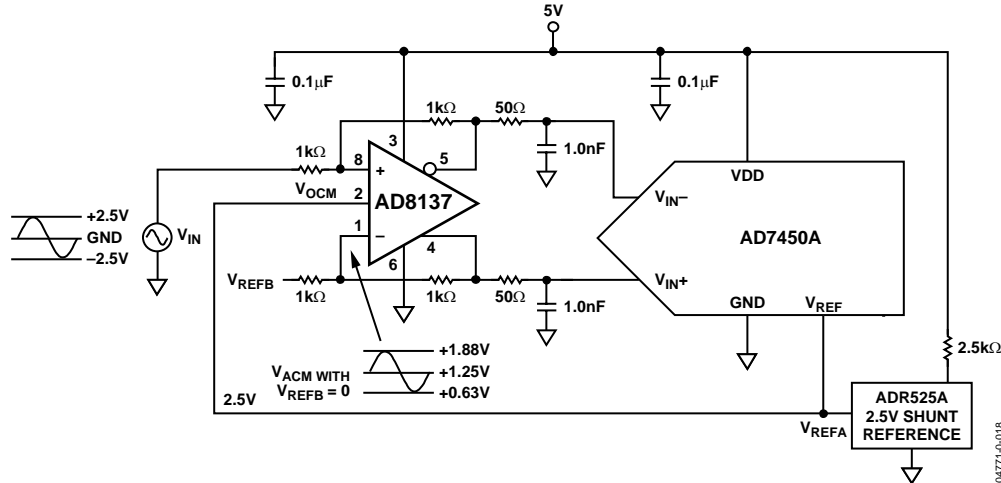 5V
0.1μF
0.1μF
1kΩ
50Ω
1.0nF
1kΩ
3
5
8
+
VOCM
2
AD8137
1
–
4
6
VDD
VIN–
AD7450A
VIN+
GND
VREF
+2.5V
GND
–2.5V
VIN
VREFB
1kΩ
1kΩ
50Ω
1.0nF
2.5kΩ
VACM WITH
VREFB = 0
+1.88V
+1.25V
+0.63V
2.5V
VREFA
ADR525A
2.5V SHUNT
REFERENCE
04771-0-018